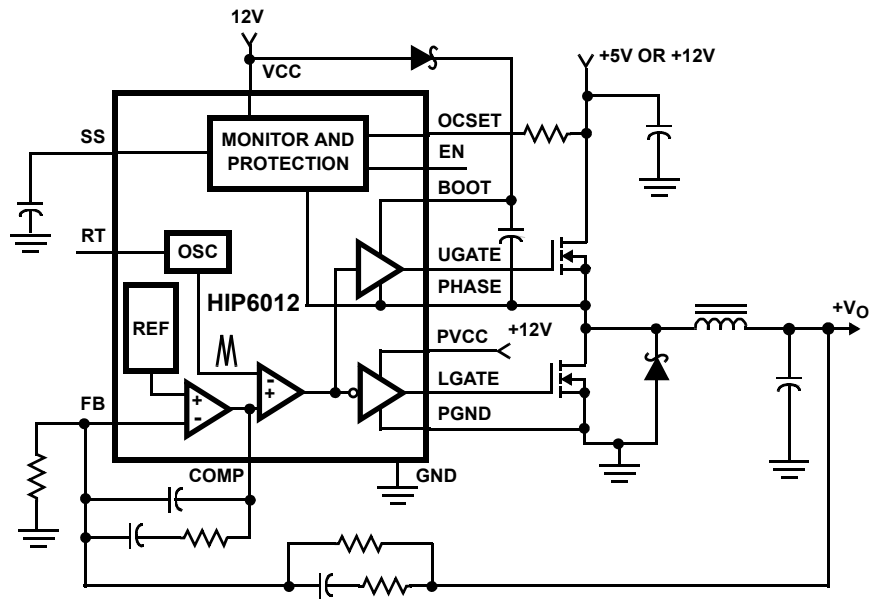 12V
VCC
+5V OR +12V
SS
MONITOR AND
PROTECTION
OCSET
EN
BOOT
RT
OSC
UGATE
PHASE
HIP6012
REF
+VO
+12V
PVCC
LGATE
PGND
FB
+
-
-
+
COMP
GND